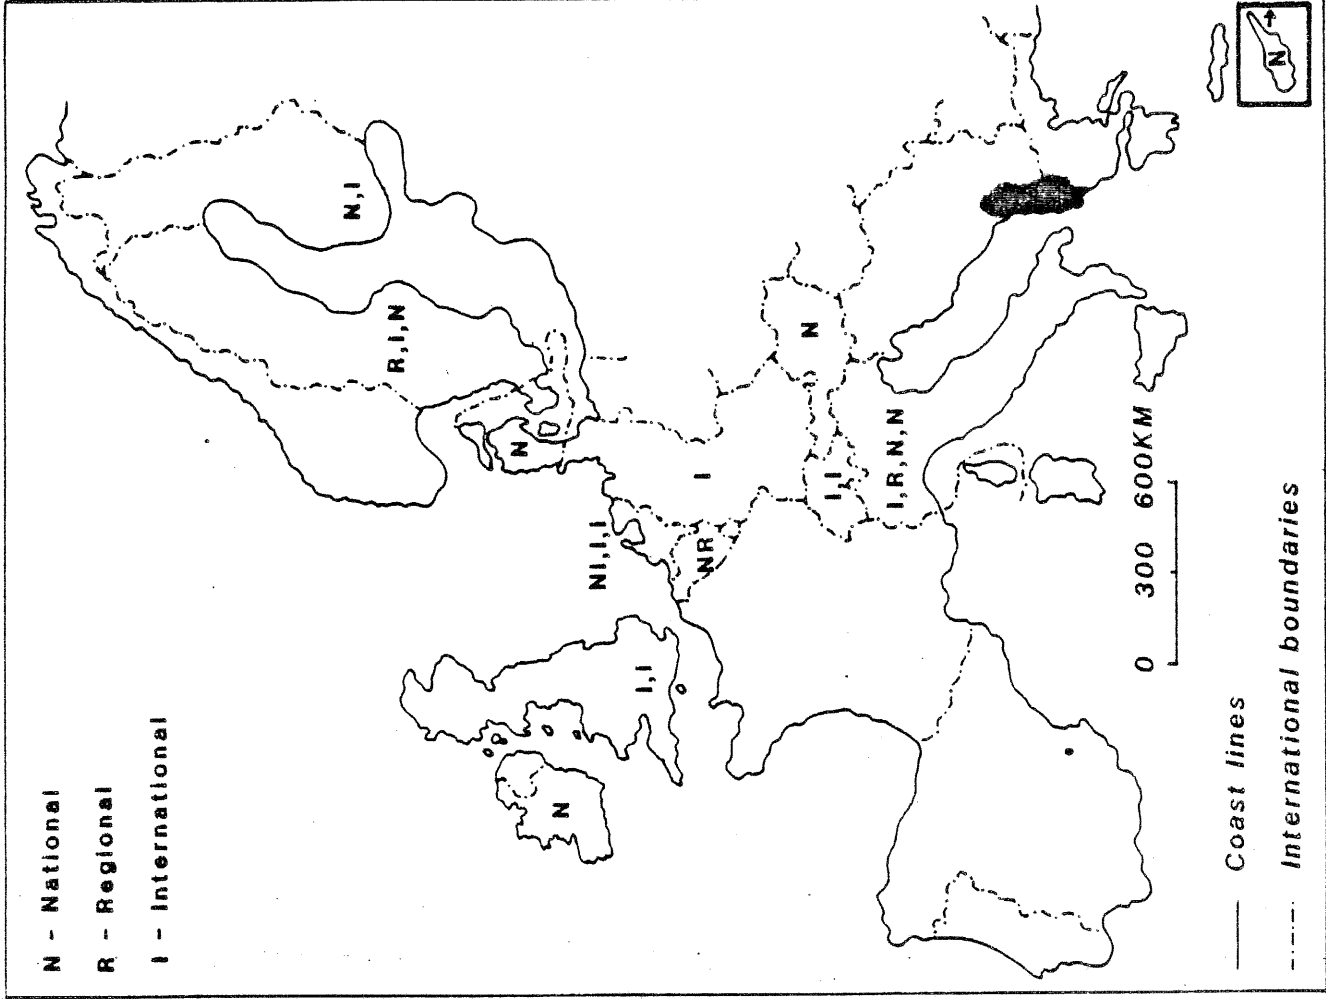 N - National
R - Regional
I - International
N,I
R,I,N
N
NI,I,I
I,I
N
I
NR
N
I,I
I,R,N,N
N
0 300 600KM
Coast lines
International boundaries